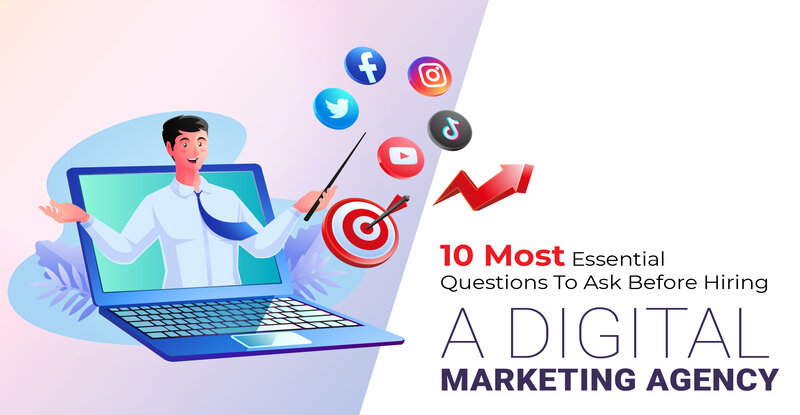 10 Most Essential
Questions To Ask Before Hiring
A DIGITAL
MARKETING AGENCY